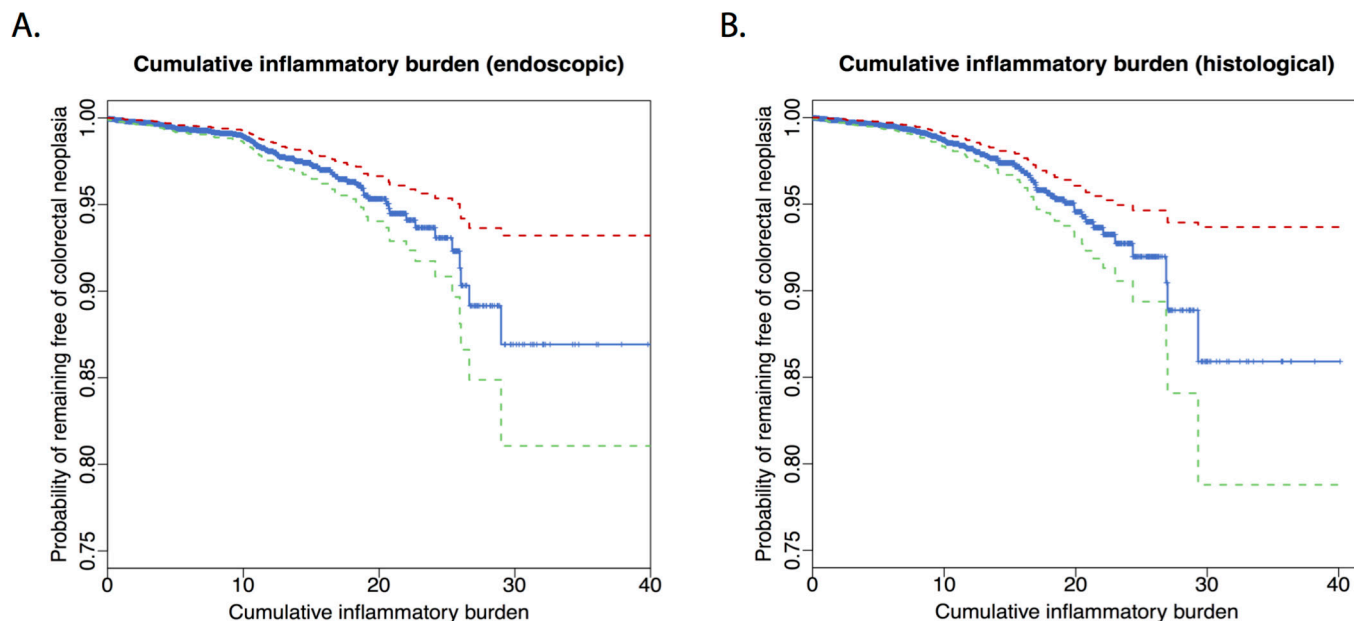 A.
Cumulative inflammatory burden (endoscopic)
Probability of remaining free of colorectal neoplasia
1.00
0.95
0.90
0.85
0.80
0.75
0
10
20
30
40
Cumulative inflammatory burden
B.
Cumulative inflammatory burden (histological)
Probability of remaining free of colorectal neoplasia
1.00
0.95
0.90
0.85
0.80
0.75
0
10
20
30
40
Cumulative inflammatory burden